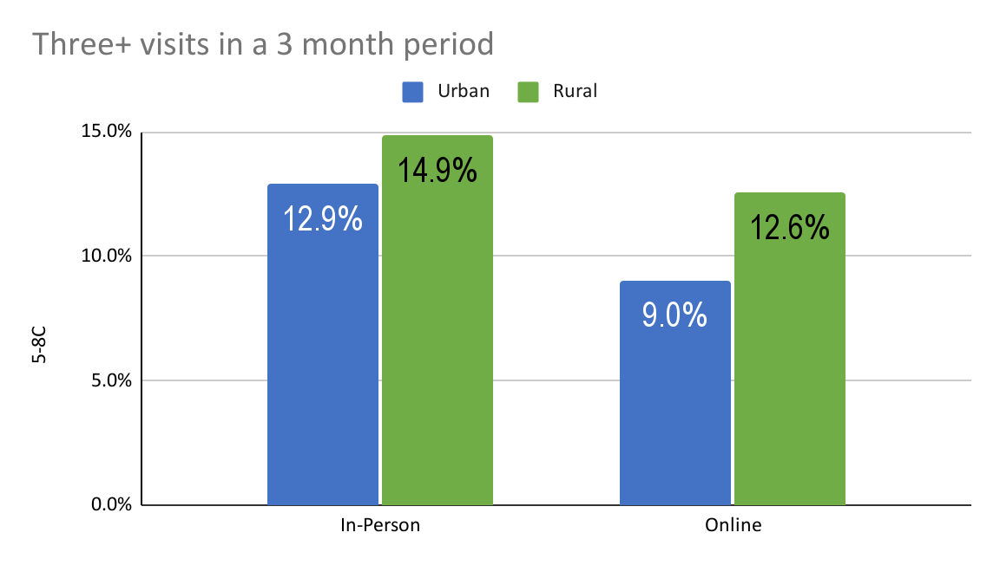 Three+ visits in a 3 month period
Urban Rural
15.0%
14.9%
12.9%
12.6%
10.0%
9.0%
5-8C
5.0%
0.0%
In-Person Online